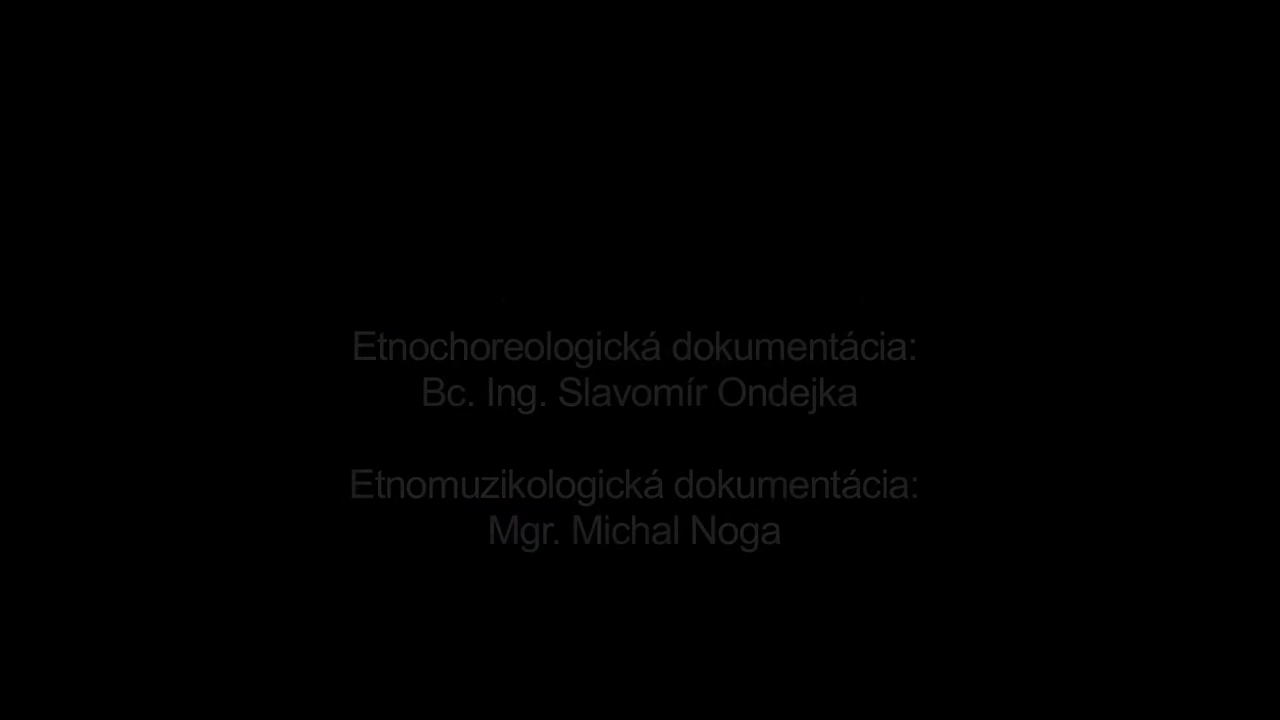 Etnochoreologická dokumentácia:
Bc. Ing. Slavomír Ondejka
Etnomuzikologická dokumentácia:
Mgr. Michal Noga